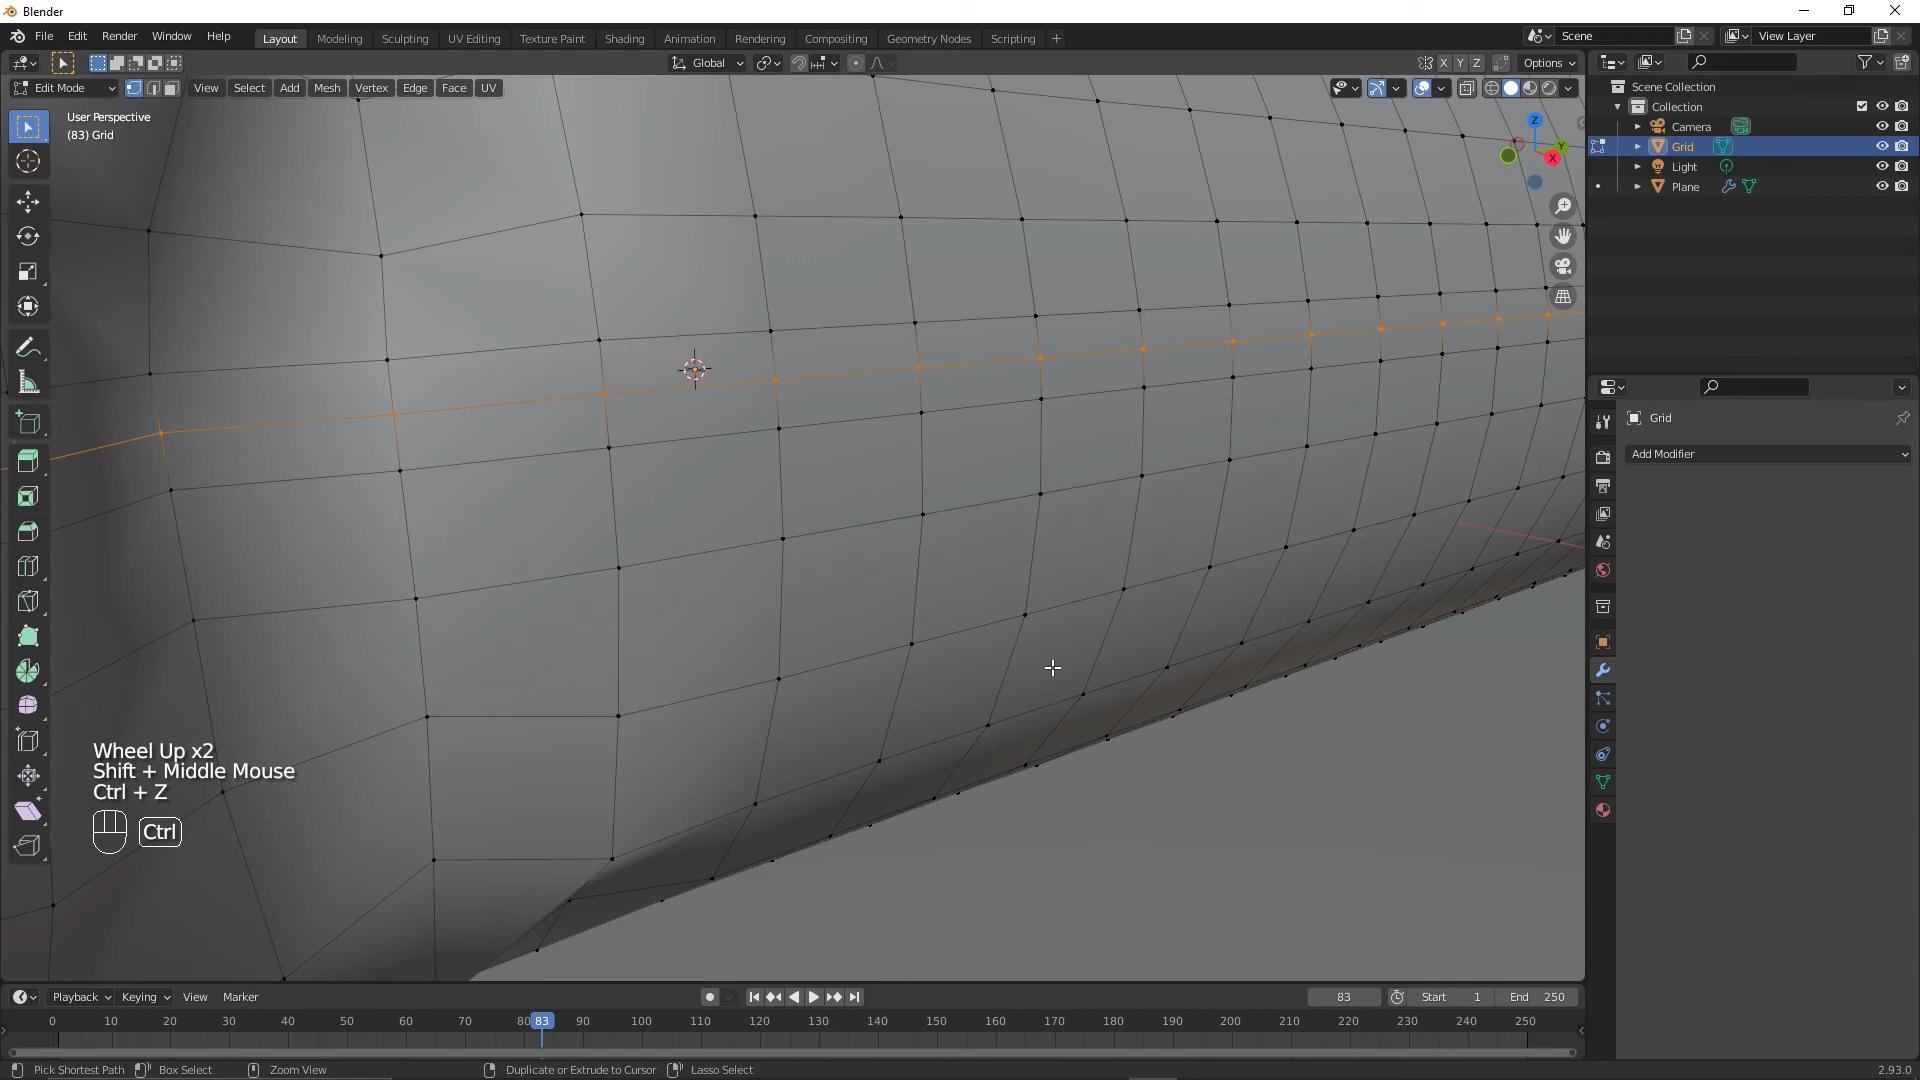 Blender
File Edit Render Window Help
Layout Modeling Sculpting UV Editing Texture Paint Shading Animation Rendering Compositing Geometry Nodes Scripting +
Scene
View Layer
Global
X Y Z
Options
Edit Mode
View Select Add Mesh Vertex Edge Face UV
User Perspective
(83) Grid
Z
Y
X
Scene Collection
Collection
Camera
Grid
Light
Plane
Grid
Add Modifier
Wheel Up x2
Shift + Middle Mouse
Ctrl + Z
Ctrl
Playback Keying View Marker
83
Start 1
End 250
0 10 20 30 40 50 60 70 80 83 90 100 110 120 130 140 150 160 170 180 190 200 210 220 230 240 250
Pick Shortest Path
Box Select
Zoom View
Duplicate or Extrude to Cursor
Lasso Select
2.93.0